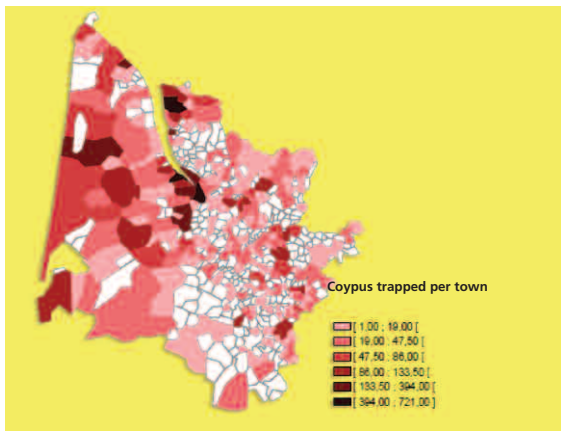 Coypus trapped per town
[ 1,00 ; 19,00 [
[ 19,00 ; 47,50 [
[ 47,50 ; 86,00 [
[ 86,00 ; 133,50 [
[ 133,50 ; 394,00 [
[ 394,00 ; 721,00 ]